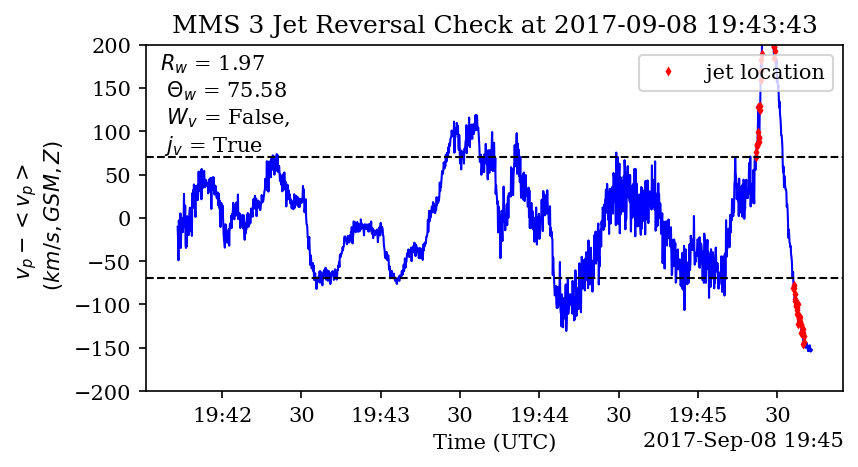 MMS 3 Jet Reversal Check at 2017-09-08 19:43:43
R_w = 1.97
Θ_w = 75.58
W_v = False,
j_v = True
jet location
200
150
100
50
0
−50
−100
−150
−200
v_p − < v_p >
(km/s, GSM, Z)
19:42 30 19:43 30 19:44 30 19:45 30
Time (UTC)
2017-Sep-08 19:45